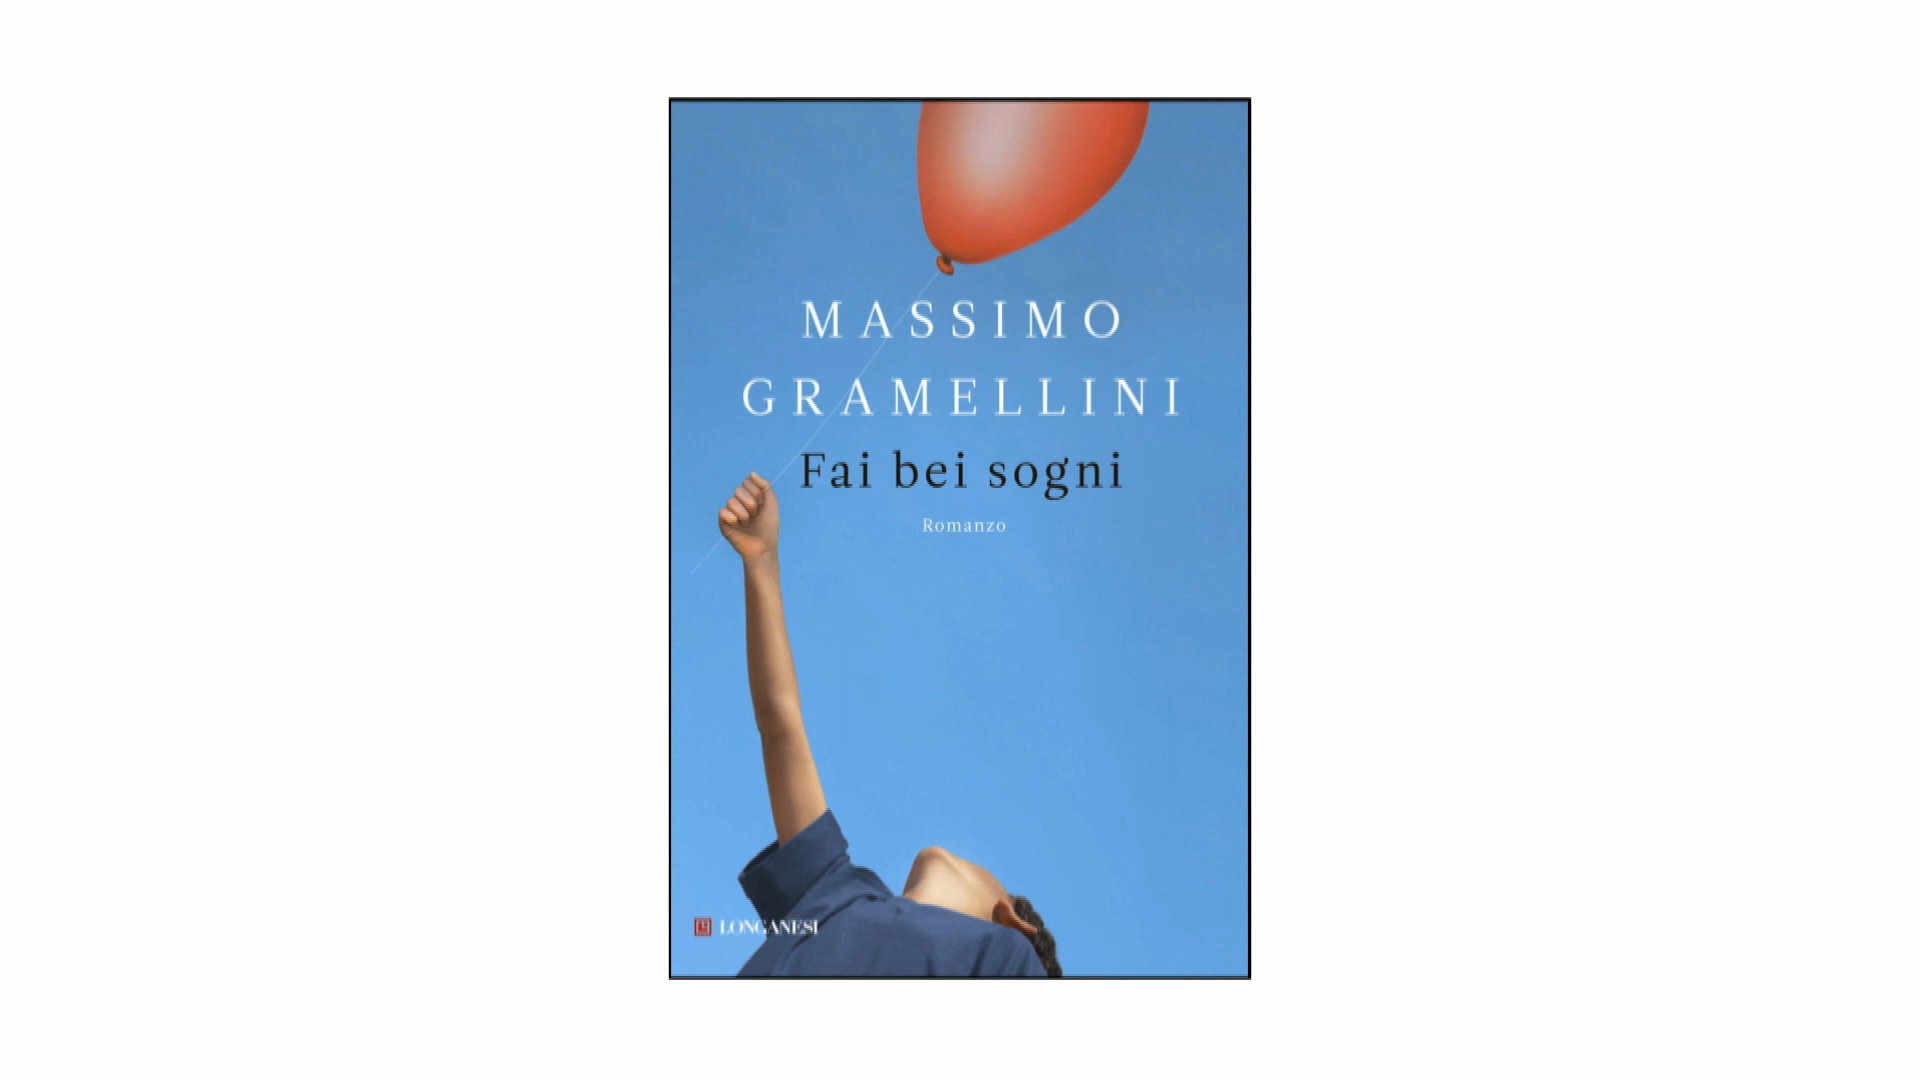 MASSIMO
GRAMELLINI
Fai bei sogni
Romanzo
LONGANESI